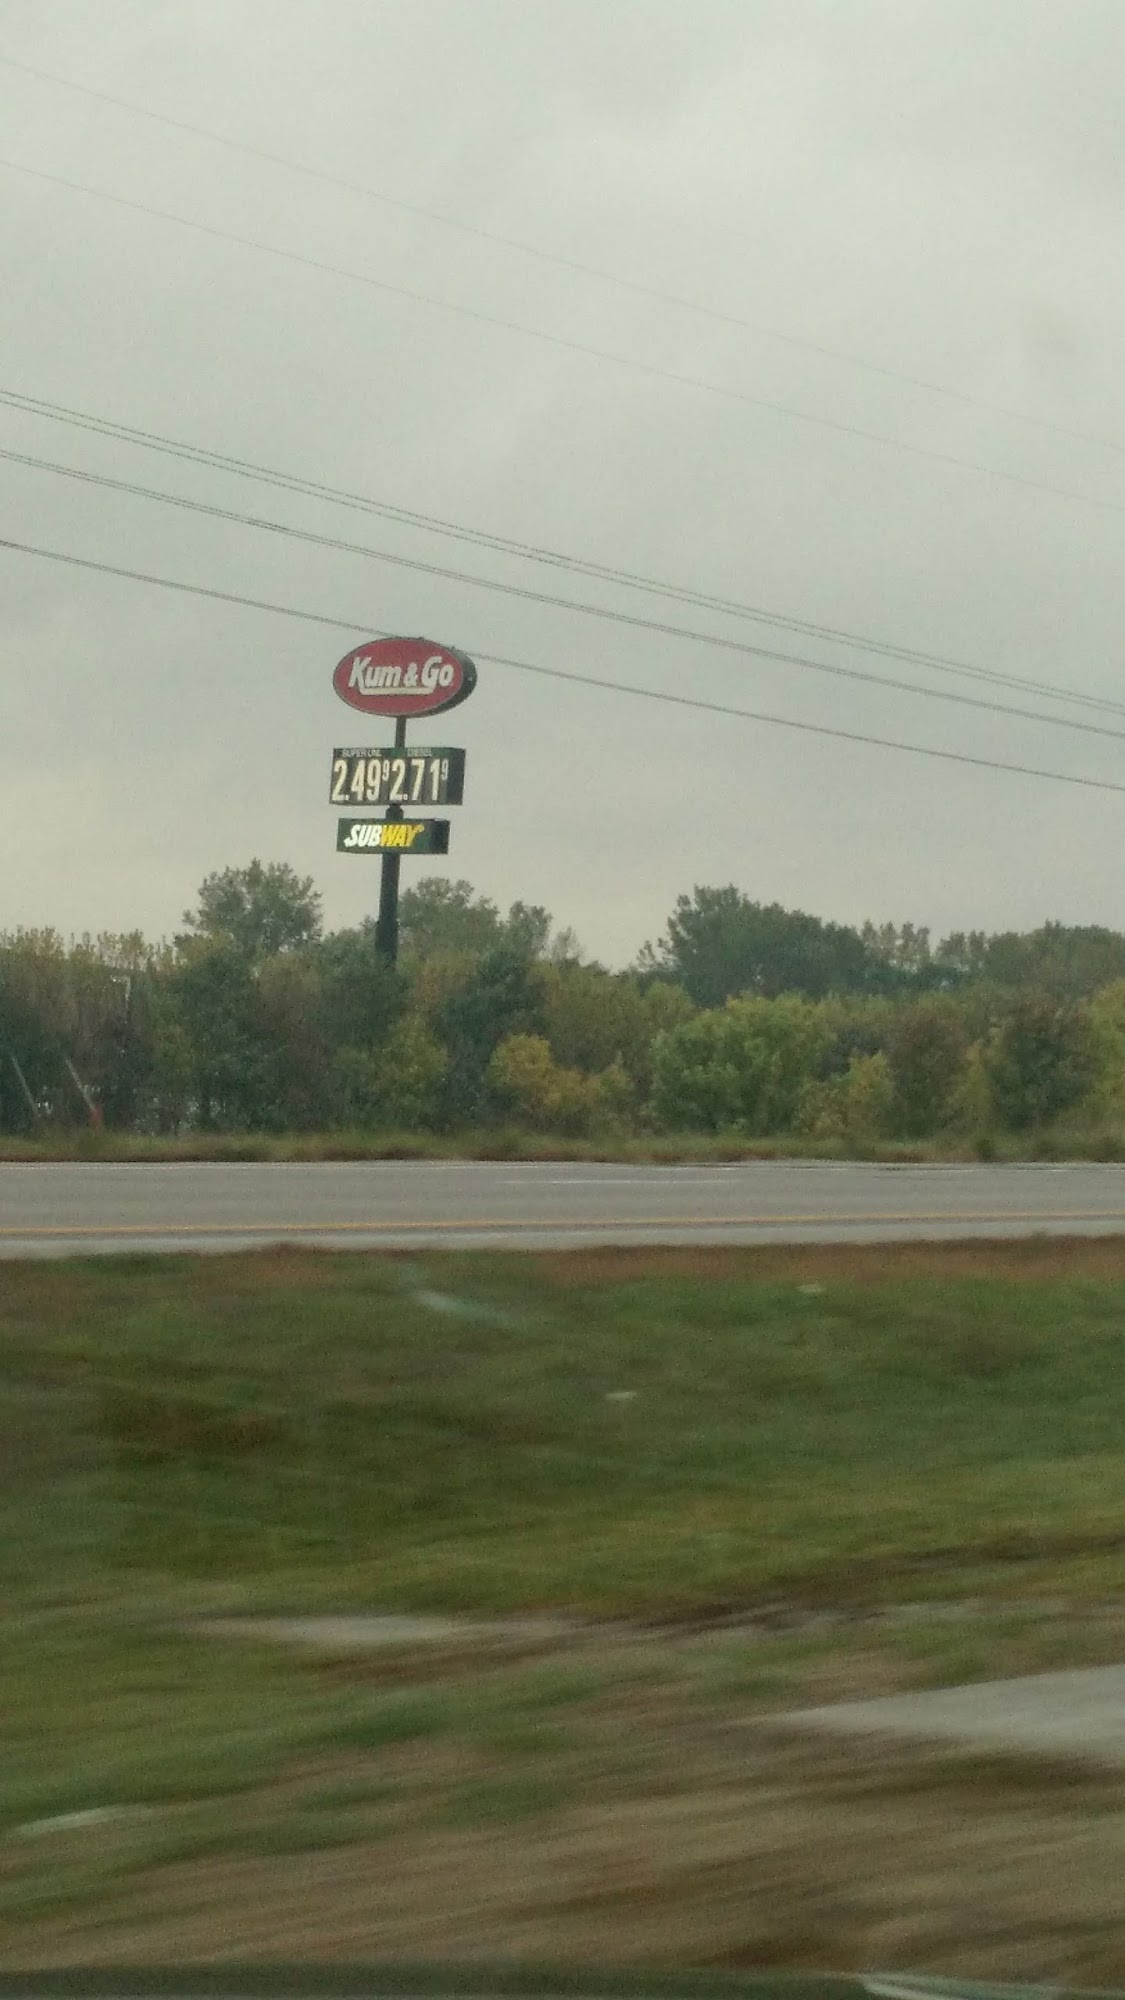 Kum & Go
SUPER UNL DIESEL
2.49⁹ 2.71⁹
SUBWAY